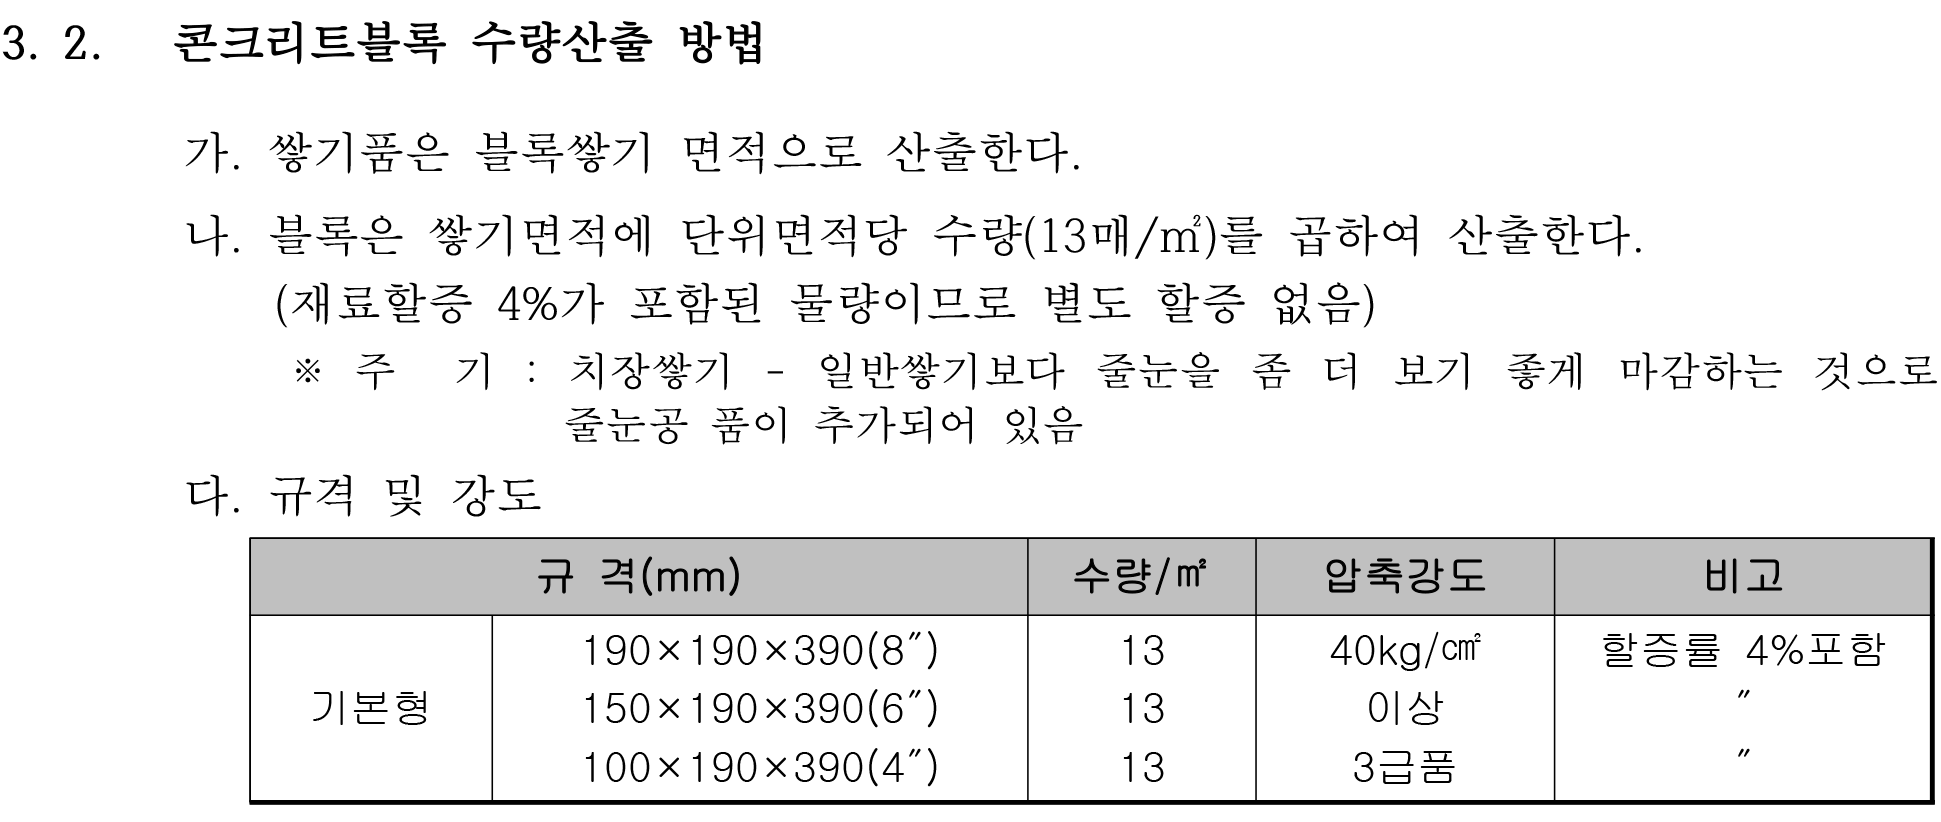 3. 2. 콘크리트블록 수량산출 방법
가. 쌓기품은 블록쌓기 면적으로 산출한다.
나. 블록은 쌓기면적에 단위면적당 수량(13매/㎡)를 곱하여 산출한다.
(재료할증 4%가 포함된 물량이므로 별도 할증 없음)
※ 주 기 : 치장쌓기 - 일반쌓기보다 줄눈을 좀 더 보기 좋게 마감하는 것으로
줄눈공 품이 추가되어 있음
다. 규격 및 강도
규 격(mm) 수량/㎡ 압축강도 비고
190×190×390(8″) 13 40kg/㎠ 할증률 4%포함
기본형 150×190×390(6″) 13 이상 ″
100×190×390(4″) 13 3급품 ″